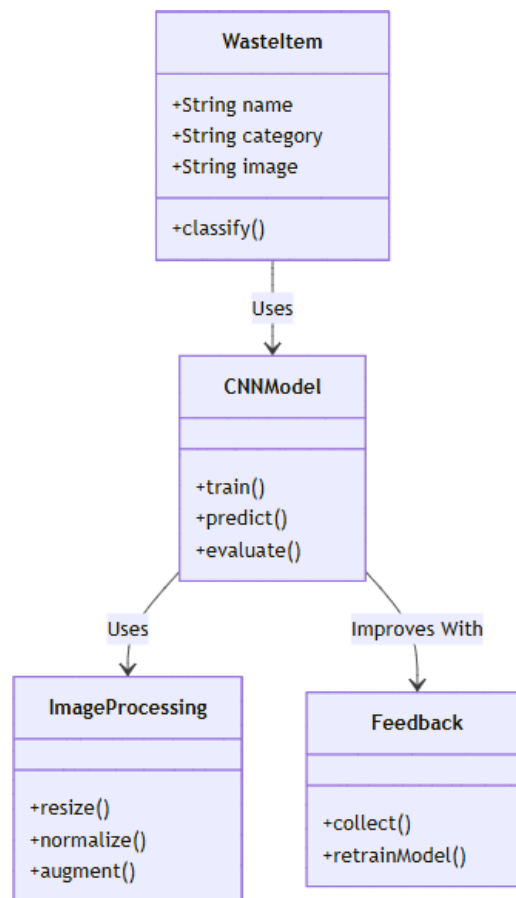 WasteItem
+String name
+String category
+String image
+classify()
Uses
CNNModel
+train()
+predict()
+evaluate()
Uses
Improves With
ImageProcessing
+resize()
+normalize()
+augment()
Feedback
+collect()
+retrainModel()